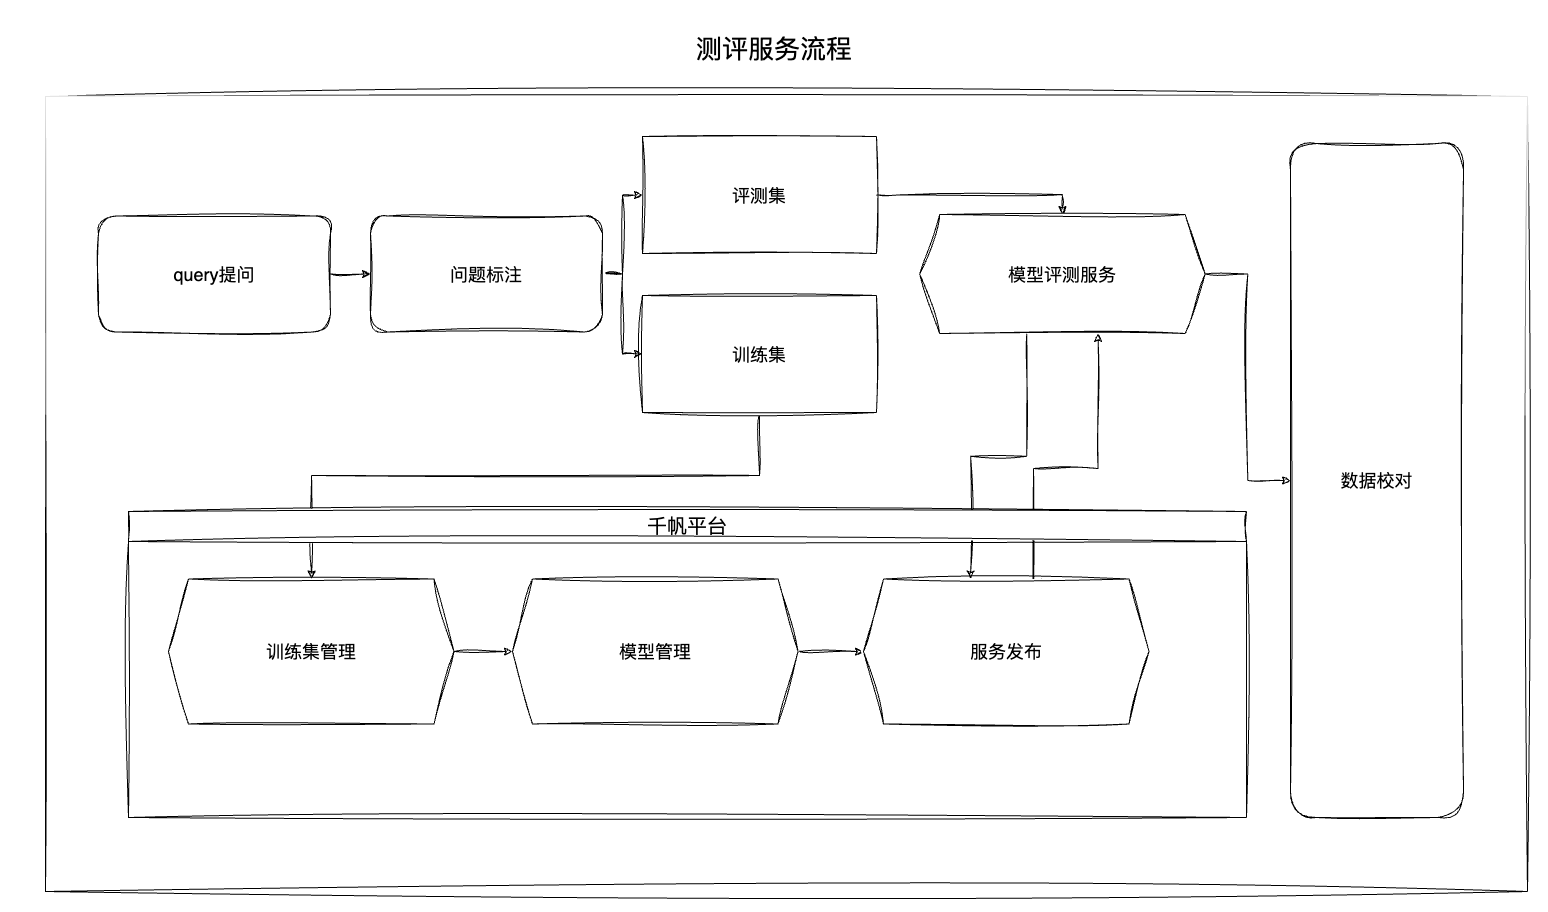 测评服务流程
评测集
query提问
问题标注
模型评测服务
训练集
数据校对
千帆平台
训练集管理
模型管理
服务发布